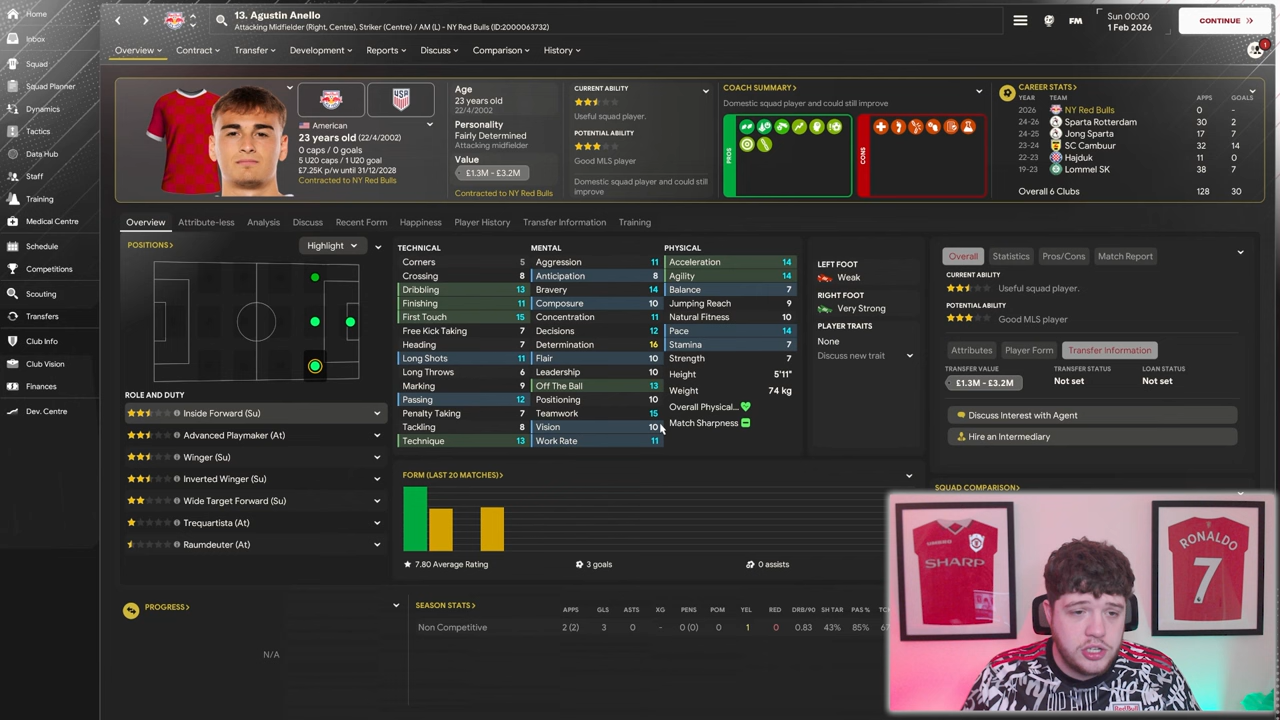 Home
Inbox
Squad
Squad Planner
Dynamics
Tactics
Data Hub
Staff
Training
Medical Centre
Schedule
Competitions
Scouting
Transfers
Club Info
Club Vision
Finances
Dev. Centre
13. Agustin Anello
Attacking Midfielder (Right, Centre), Striker (Centre) / AM (L) - NY Red Bulls (ID:2000063732)
FM
Sun 00:00
1 Feb 2026
CONTINUE
1
Overview
Contract
Transfer
Development
Reports
Discuss
Comparison
History
American
23 years old (22/4/2002)
0 caps / 0 goals
5 U20 caps / 1 U20 goal
£7.25K p/w until 31/12/2028
Contracted to NY Red Bulls
Age
23 years old
22/4/2002
Personality
Fairly Determined
Attacking midfielder
Value
£1.3M - £3.2M
Contracted to NY Red Bulls
CURRENT ABILITY
Useful squad player.
POTENTIAL ABILITY
Good MLS player
Domestic squad player and could still improve
COACH SUMMARY
Domestic squad player and could still improve
PROS
CONS
CAREER STATS
YEAR TEAM APPS GOALS
2026 NY Red Bulls 0 -
24-26 Sparta Rotterdam 30 2
24-25 Jong Sparta 17 7
23-24 SC Cambuur 32 14
22-23 Hajduk 11 0
19-23 Lommel SK 38 7
Overall 6 Clubs 128 30
Overview
Attribute-less
Analysis
Discuss
Recent Form
Happiness
Player History
Transfer Information
Training
POSITIONS
Highlight
ROLE AND DUTY
Inside Forward (Su)
Advanced Playmaker (At)
Winger (Su)
Inverted Winger (Su)
Wide Target Forward (Su)
Trequartista (At)
Raumdeuter (At)
TECHNICAL
Corners 5
Crossing 8
Dribbling 13
Finishing 11
First Touch 15
Free Kick Taking 7
Heading 7
Long Shots 11
Long Throws 6
Marking 9
Passing 12
Penalty Taking 7
Tackling 8
Technique 13
MENTAL
Aggression 11
Anticipation 8
Bravery 14
Composure 10
Concentration 11
Decisions 12
Determination 16
Flair 10
Leadership 10
Off The Ball 13
Positioning 10
Teamwork 15
Vision 10
Work Rate 11
PHYSICAL
Acceleration 14
Agility 14
Balance 7
Jumping Reach 9
Natural Fitness 10
Pace 14
Stamina 7
Strength 7
Height 5'11"
Weight 74 kg
Overall Physical...
Match Sharpness
LEFT FOOT
Weak
RIGHT FOOT
Very Strong
PLAYER TRAITS
None
Discuss new trait
Overall
Statistics
Pros/Cons
Match Report
CURRENT ABILITY
Useful squad player.
POTENTIAL ABILITY
Good MLS player
Attributes
Player Form
Transfer Information
TRANSFER VALUE
£1.3M - £3.2M
TRANSFER STATUS
Not set
LOAN STATUS
Not set
Discuss Interest with Agent
Hire an Intermediary
SQUAD COMPARISON
FORM (LAST 20 MATCHES)
7.80 Average Rating
3 goals
0 assists
PROGRESS
N/A
SEASON STATS
APPS GLS ASTS XG PENS POM YEL RED DRB/90 SH TAR PAS %
Non Competitive 2 (2) 3 0 - 0 (0) 0 1 0 0.83 43% 85%
SHARP
RONALDO
7